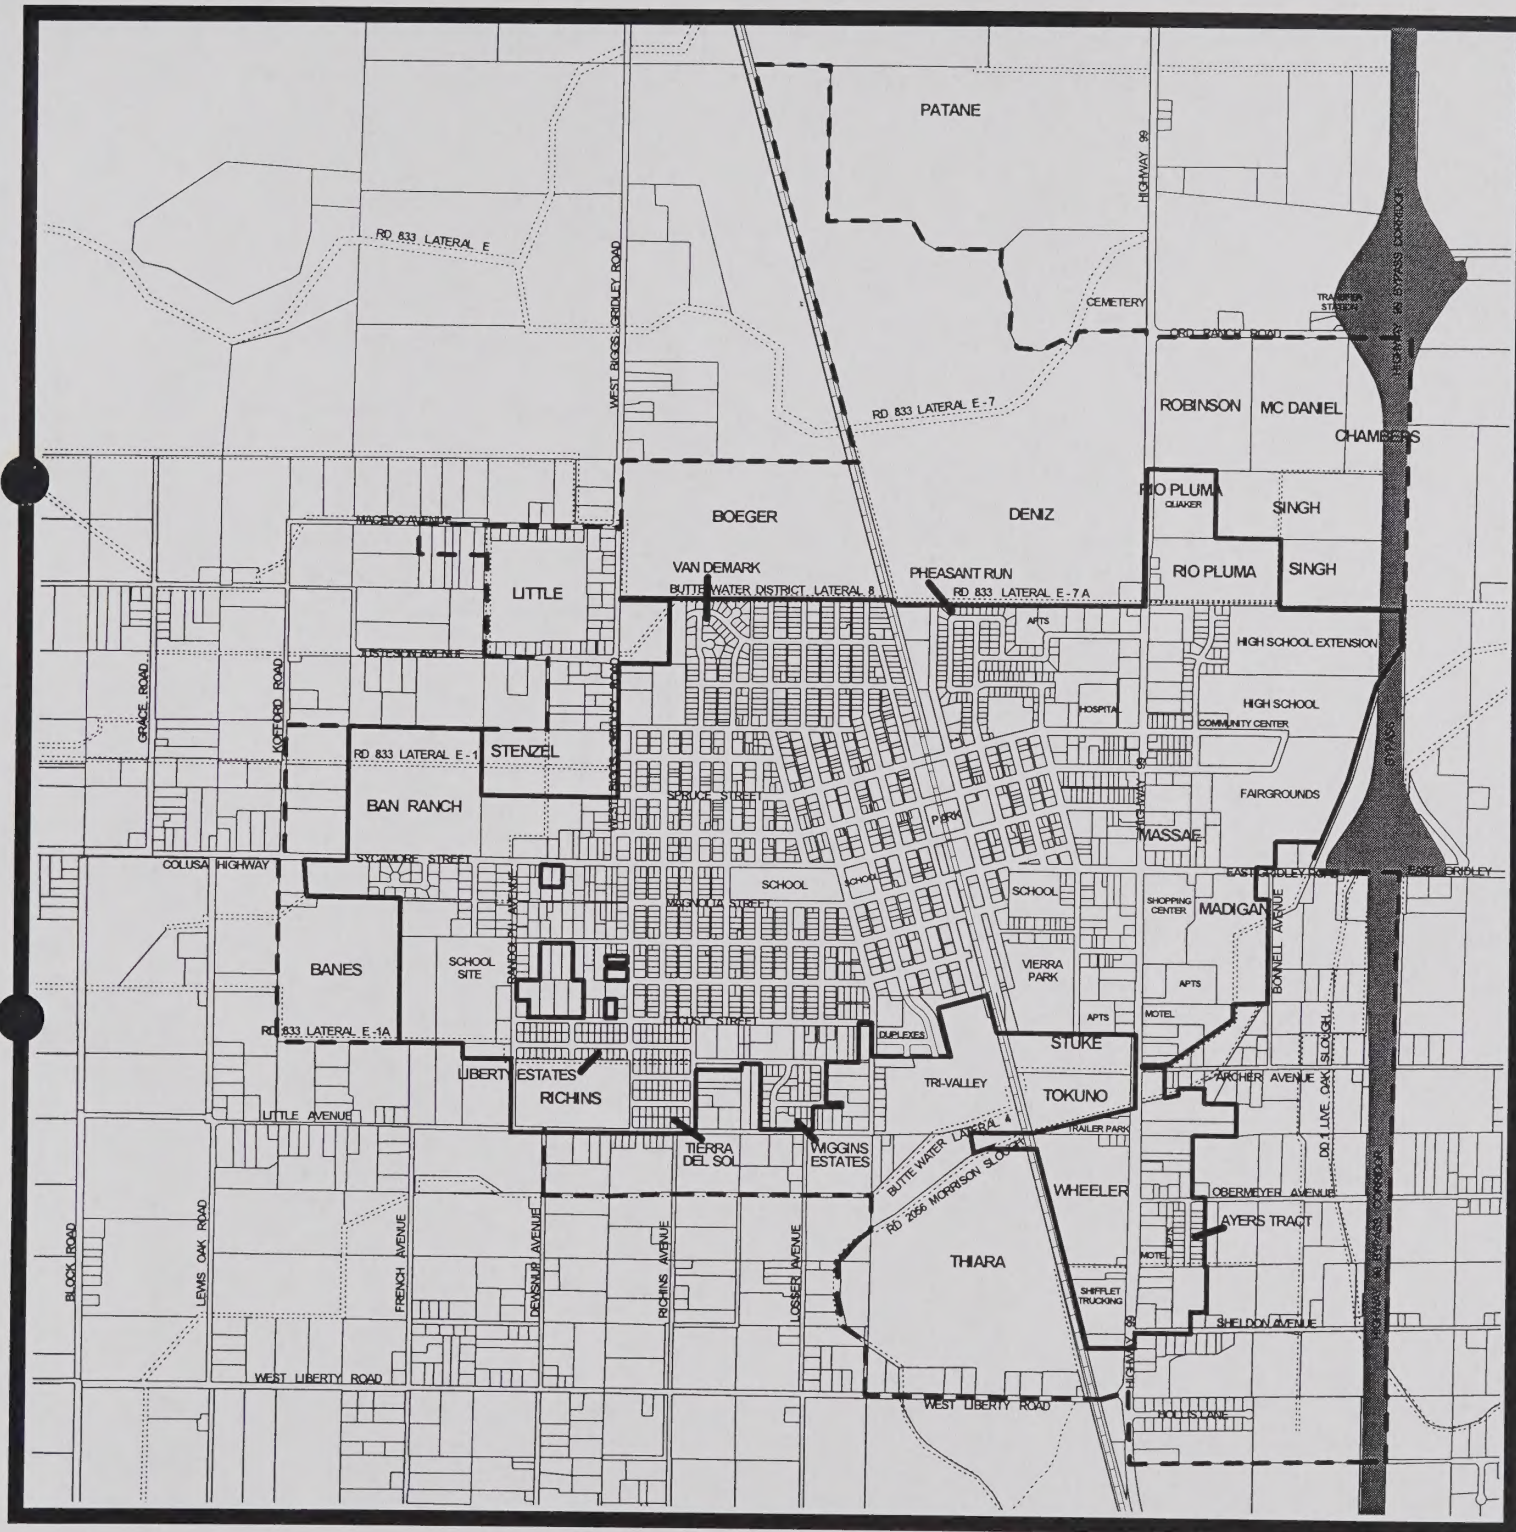 PATANE
HIGHWAY 99
HIGHWAY 99 BYPASS CORRIDOR
RD 833 LATERAL E
WEST BIGGS-GRIDLEY ROAD
CEMETERY
TRANSFER
STATION
ORD RANCH ROAD
RD 833 LATERAL E-7
ROBINSON
MC DANIEL
CHAMBERS
RIO PLUMA
QUAKER
SINGH
BOEGER
DENIZ
MACEDO AVENUE
LITTLE
VAN DEMARK
PHEASANT RUN
RIO PLUMA
SINGH
BUTTE WATER DISTRICT LATERAL 8
RD 833 LATERAL E-7A
APTS
HIGH SCHOOL EXTENSION
JUSTESON AVENUE
GRACE ROAD
KOFFORD ROAD
WEST BIGGS-GRIDLEY ROAD
HOSPITAL
HIGH SCHOOL
COMMUNITY CENTER
RD 833 LATERAL E-1
STENZEL
BYPASS
BAN RANCH
SPRUCE STREET
PARK
HIGHWAY 99
FAIRGROUNDS
MASSAE
COLUSA HIGHWAY
SYCAMORE STREET
EAST GRIDLEY ROAD
EAST GRIDLEY
SCHOOL
SCHOOL
SCHOOL
MAGNOLIA STREET
SHOPPING
CENTER
MADIGAN
BONNELL AVENUE
RANDOLPH AVENUE
BANES
SCHOOL
SITE
VIERRA
PARK
APTS
RD 833 LATERAL E-1A
LOCUST STREET
DUPLEXES
APTS
MOTEL
STUKE
DD 1 LIVE OAK SLOUGH
LIBERTY ESTATES
RICHINS
TRI-VALLEY
TOKUNO
ARCHER AVENUE
LITTLE AVENUE
TRAILER PARK
TIERRA
DEL SOL
WIGGINS
ESTATES
BUTTE WATER LATERAL 4
RD 2056 MORRISON SLOUGH
WHEELER
OBERMEYER AVENUE
AYERS TRACT
APTS
MOTEL
BLOCK ROAD
LEWIS OAK ROAD
FRENCH AVENUE
DEWSNUP AVENUE
RICHINS AVENUE
LOSSER AVENUE
THIARA
SHIFFLET
TRUCKING
HIGHWAY 99 BYPASS CORRIDOR
SHELDON AVENUE
HIGHWAY 99
WEST LIBERTY ROAD
WEST LIBERTY ROAD
HOLLIS LANE